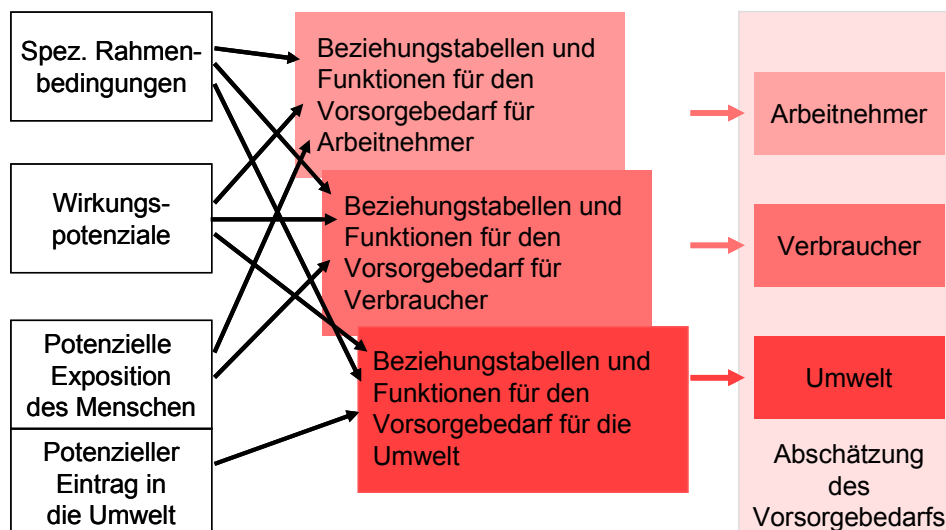 Spez. Rahmen-
bedingungen
Wirkungs-
potenziale
Potenzielle
Exposition
des Menschen
Potenzieller
Eintrag in
die Umwelt
Beziehungstabellen und
Funktionen für den
Vorsorgebedarf für
Arbeitnehmer
Beziehungstabellen und
Funktionen für den
Vorsorgebedarf für
Verbraucher
Beziehungstabellen und
Funktionen für den
Vorsorgebedarf für die
Umwelt
Arbeitnehmer
Verbraucher
Umwelt
Abschätzung
des
Vorsorgebedarfs